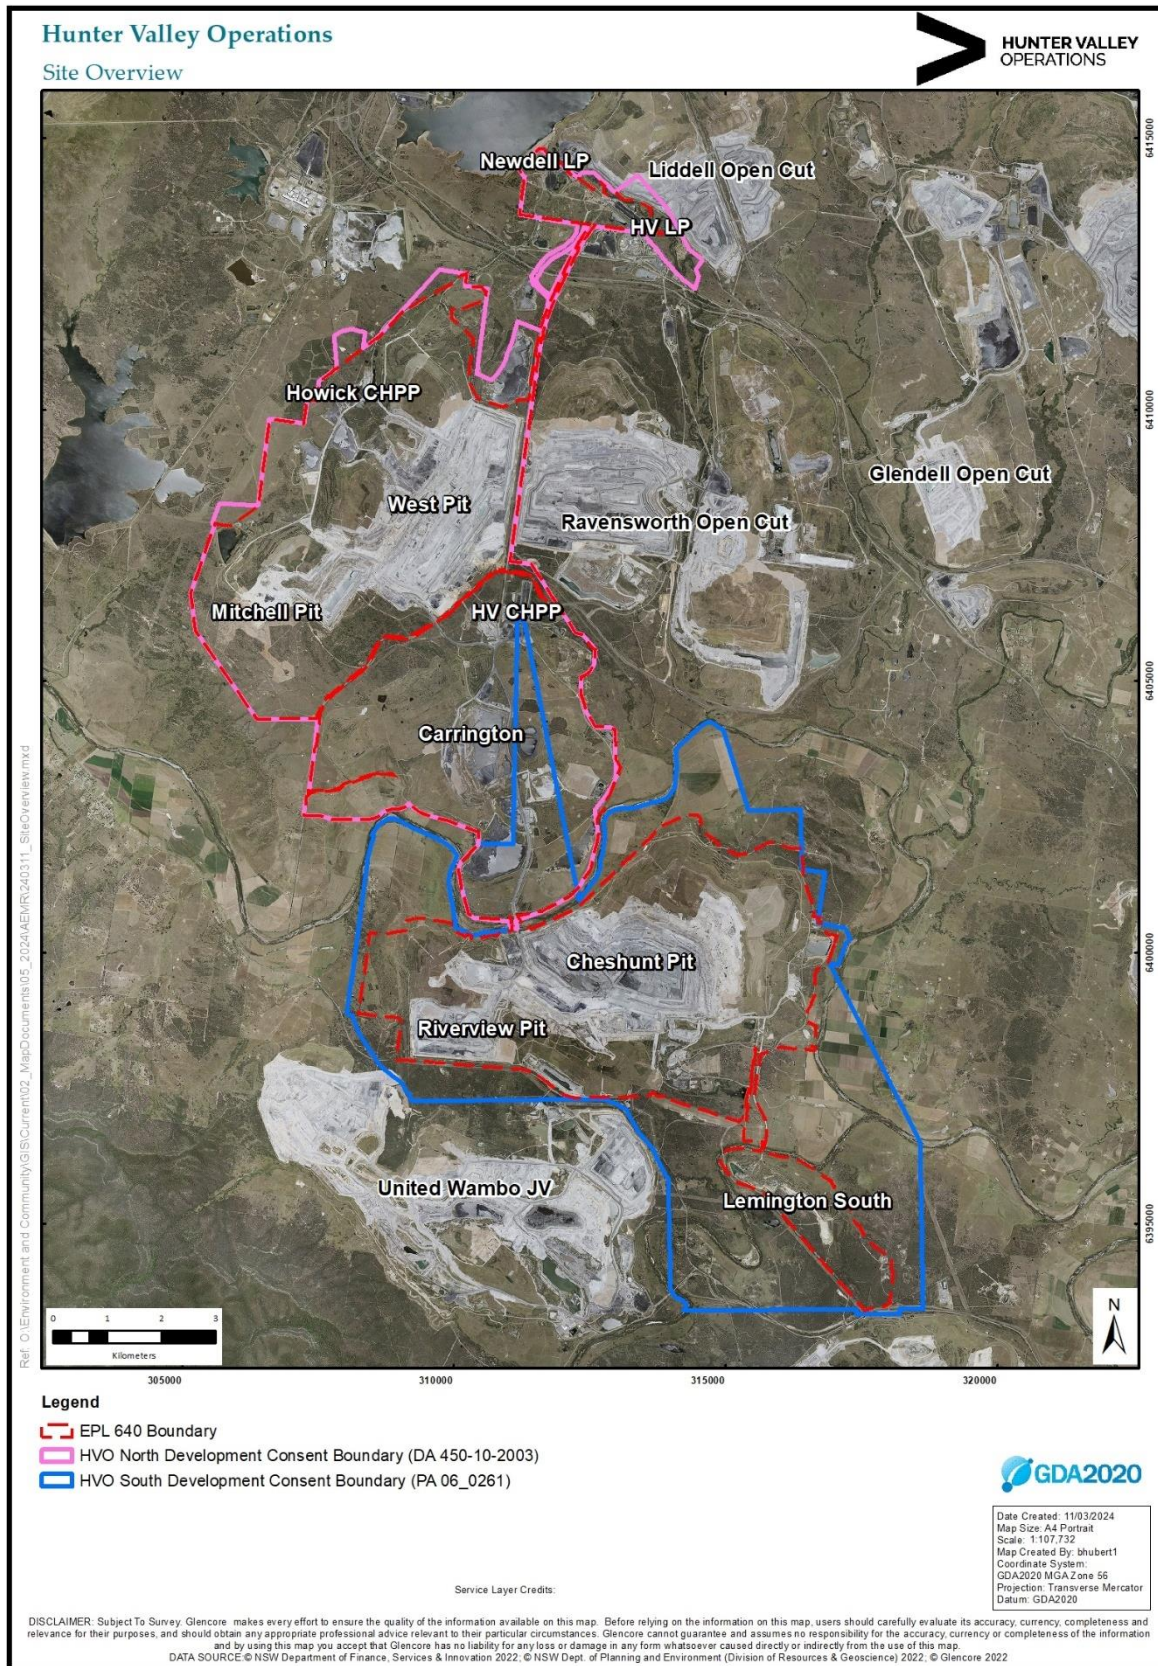 Hunter Valley Operations
Site Overview
HUNTER VALLEY
OPERATIONS
Newdell LP
Liddell Open Cut
HV LP
Howick CHPP
Glendell Open Cut
West Pit
Ravensworth Open Cut
Mitchell Pit
HV CHPP
Carrington
Cheshunt Pit
Riverview Pit
United Wambo JV
Lemington South
6415000
6410000
6405000
6400000
6395000
Ref: O:\Environment and Community\GIS\Current\02_MapDocuments\05_2024\AEMR\240311_SiteOverview.mxd
0 1 2 3
Kilometers
N
305000 310000 315000 320000
Legend
EPL 640 Boundary
HVO North Development Consent Boundary (DA 450-10-2003)
HVO South Development Consent Boundary (PA 06_0261)
GDA2020
Date Created: 11/03/2024
Map Size: A4 Portrait
Scale: 1:107,732
Map Created By: bhubert1
Coordinate System:
GDA2020 MGA Zone 56
Projection: Transverse Mercator
Datum: GDA2020
Service Layer Credits:
DISCLAIMER: Subject To Survey. Glencore makes every effort to ensure the quality of the information available on this map. Before relying on the information on this map, users should carefully evaluate its accuracy, currency, completeness and
relevance for their purposes, and should obtain any appropriate professional advice relevant to their particular circumstances. Glencore cannot guarantee and assumes no responsibility for the accuracy, currency or completeness of the information
and by using this map you accept that Glencore has no liability for any loss or damage in any form whatsoever caused directly or indirectly from the use of this map.
DATA SOURCE:© NSW Department of Finance, Services & Innovation 2022; © NSW Dept. of Planning and Environment (Division of Resources & Geoscience) 2022; © Glencore 2022